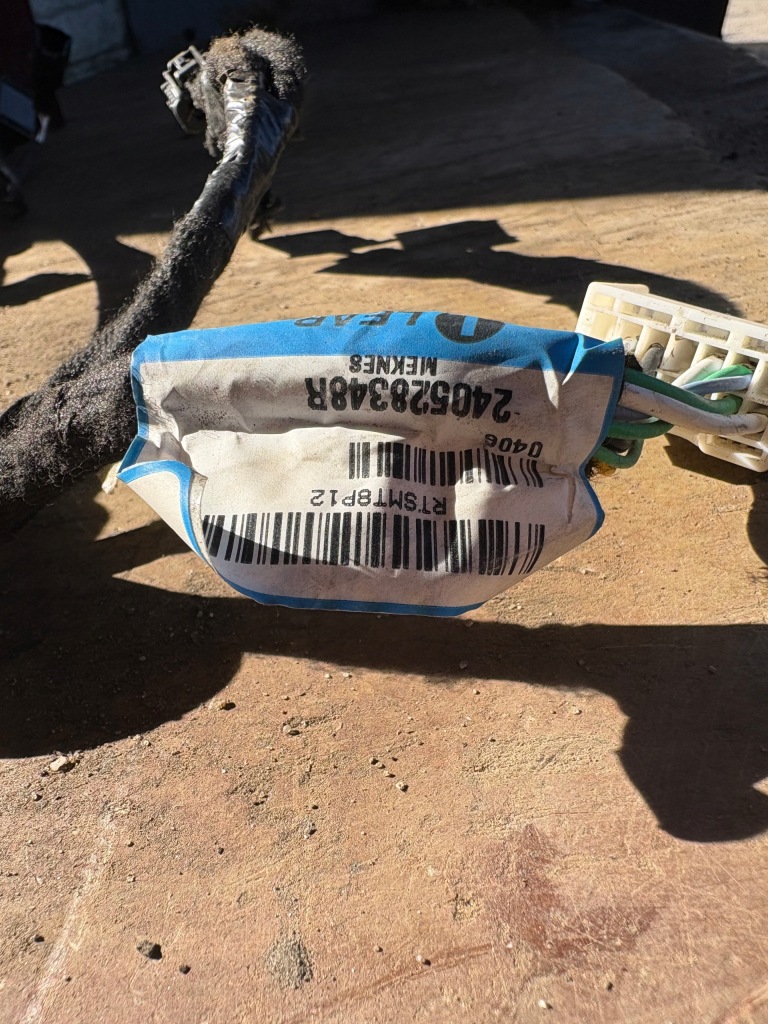 LEAR
MEKNES
240528348R
0406
RTSMT8P12